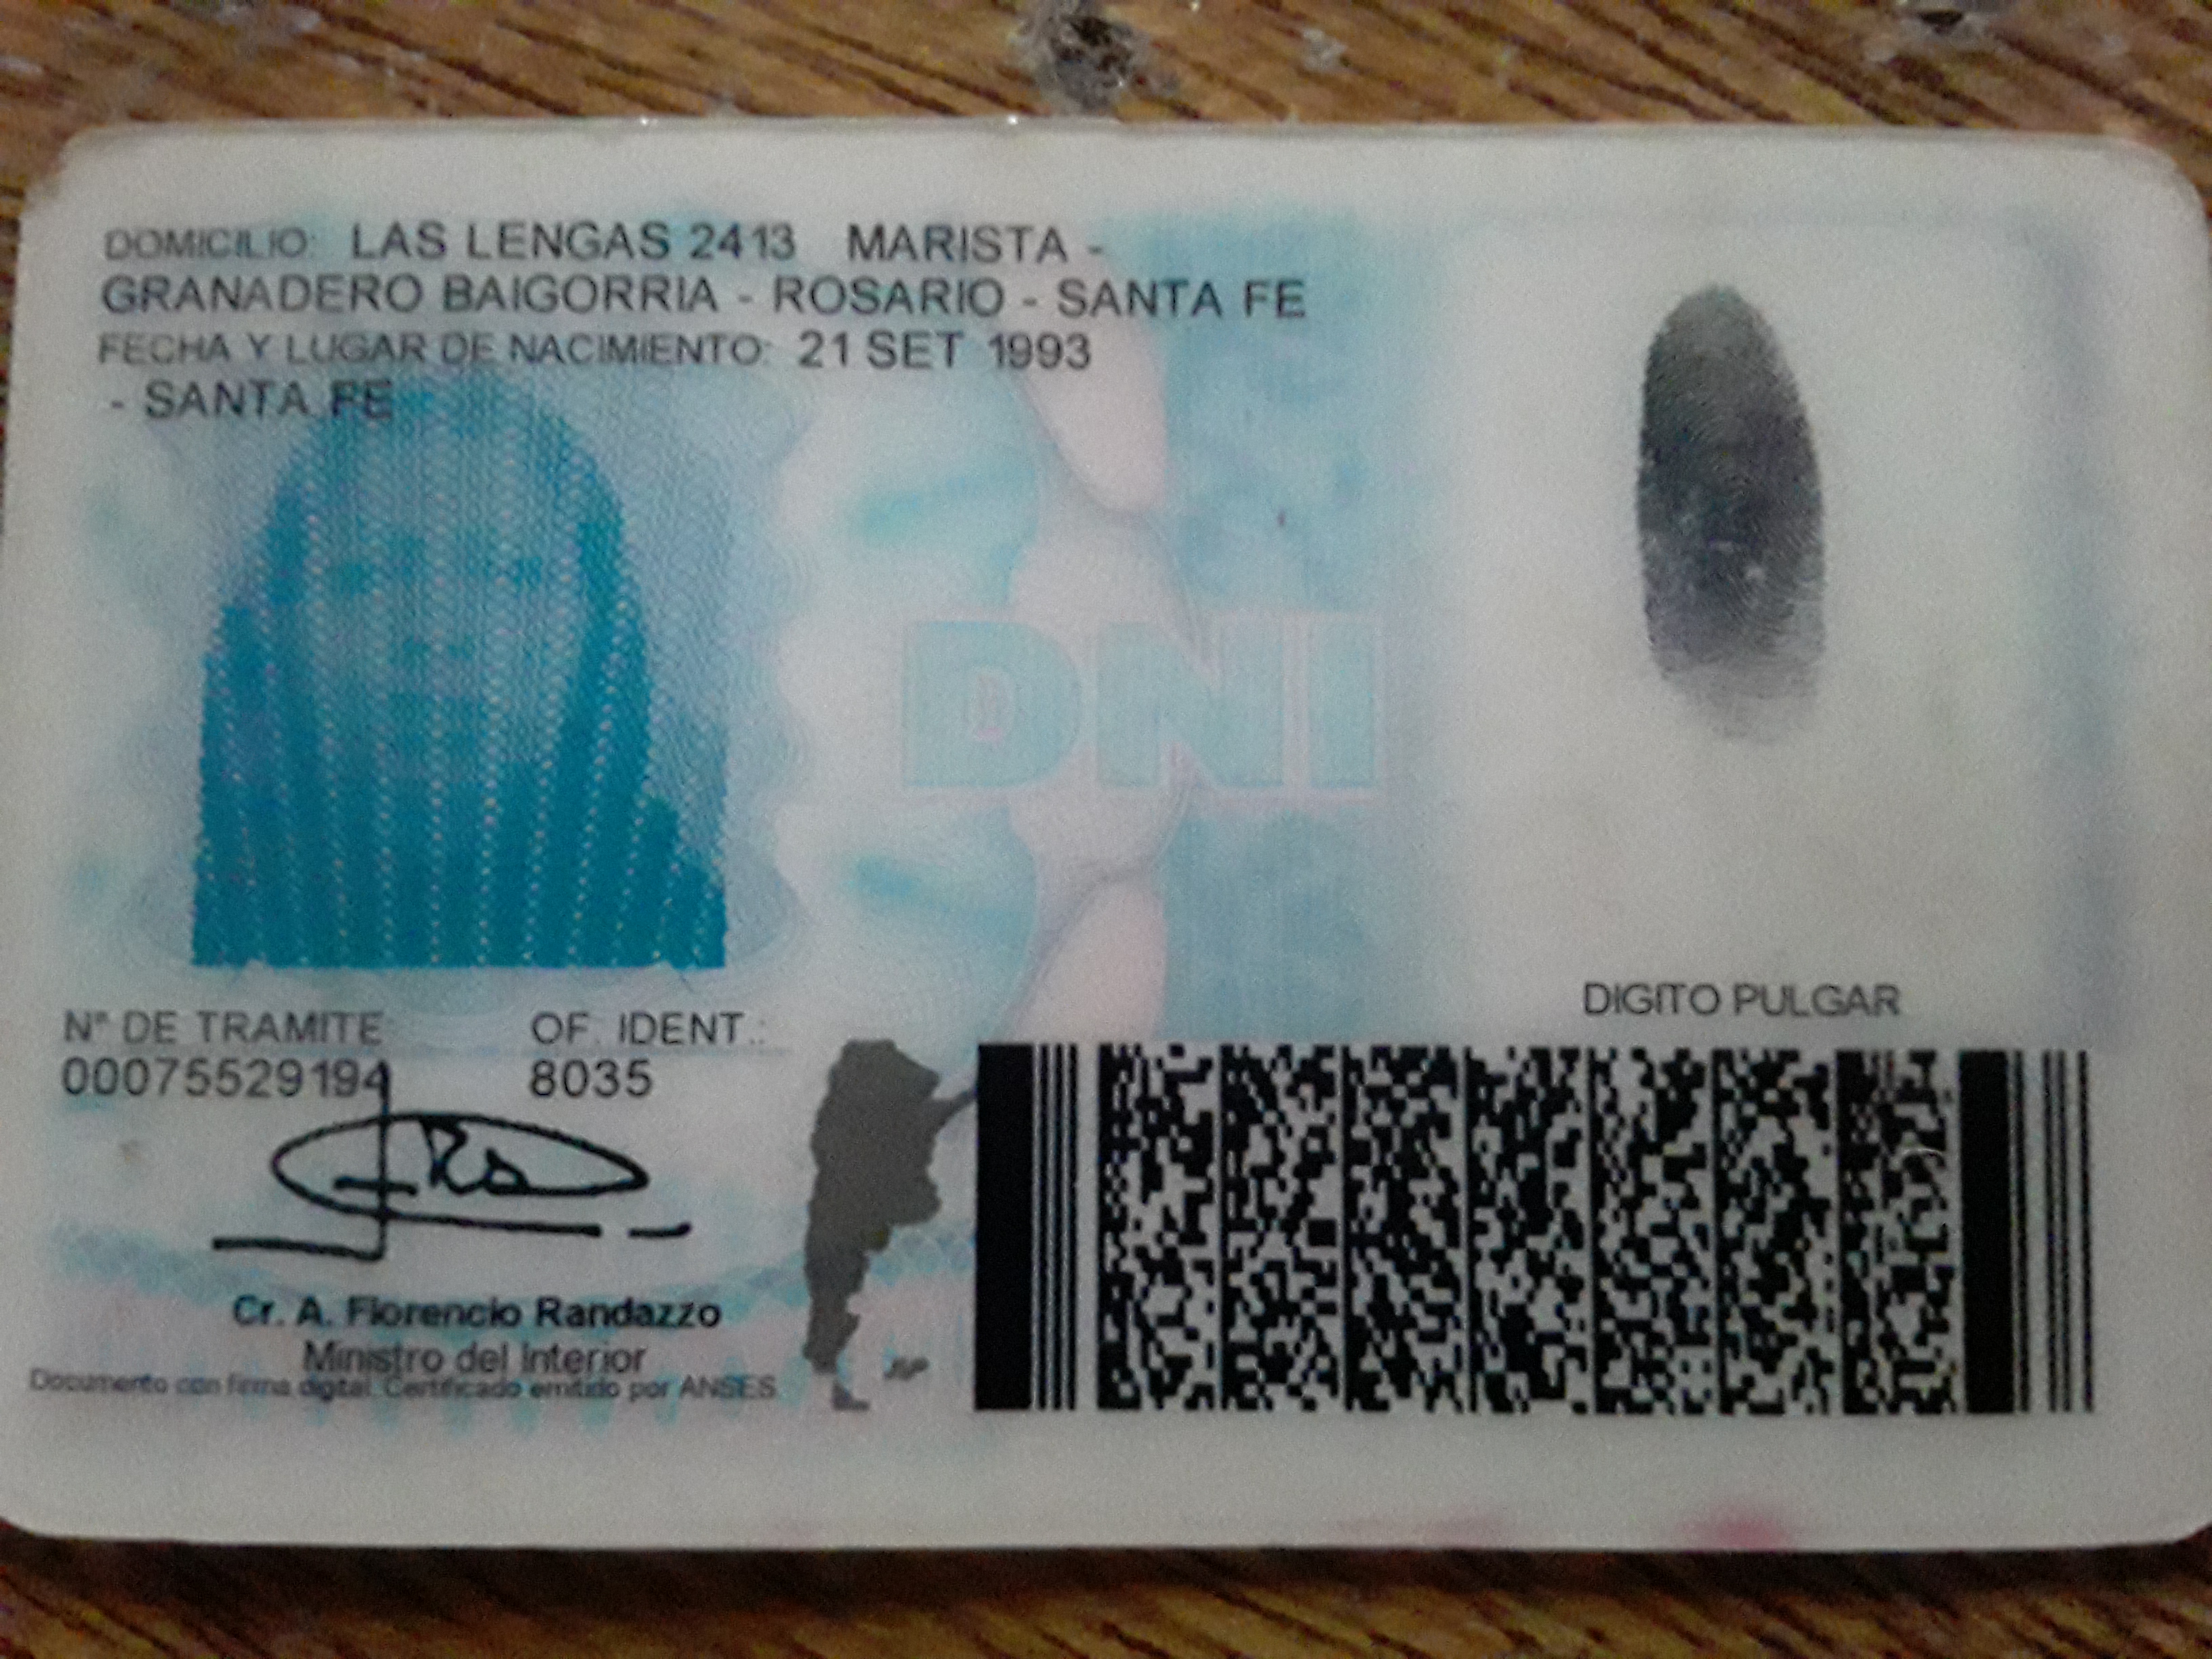 DOMICILIO: LAS LENGAS 2413 MARISTA -
GRANADERO BAIGORRIA - ROSARIO - SANTA FE
FECHA Y LUGAR DE NACIMIENTO: 21 SET 1993
- SANTA FE
DNI
DIGITO PULGAR
Nº DE TRAMITE OF. IDENT.:
00075529194 8035
Cr. A. Florencio Randazzo
Ministro del Interior
Documento con firma digital. Certificado emitido por ANSES